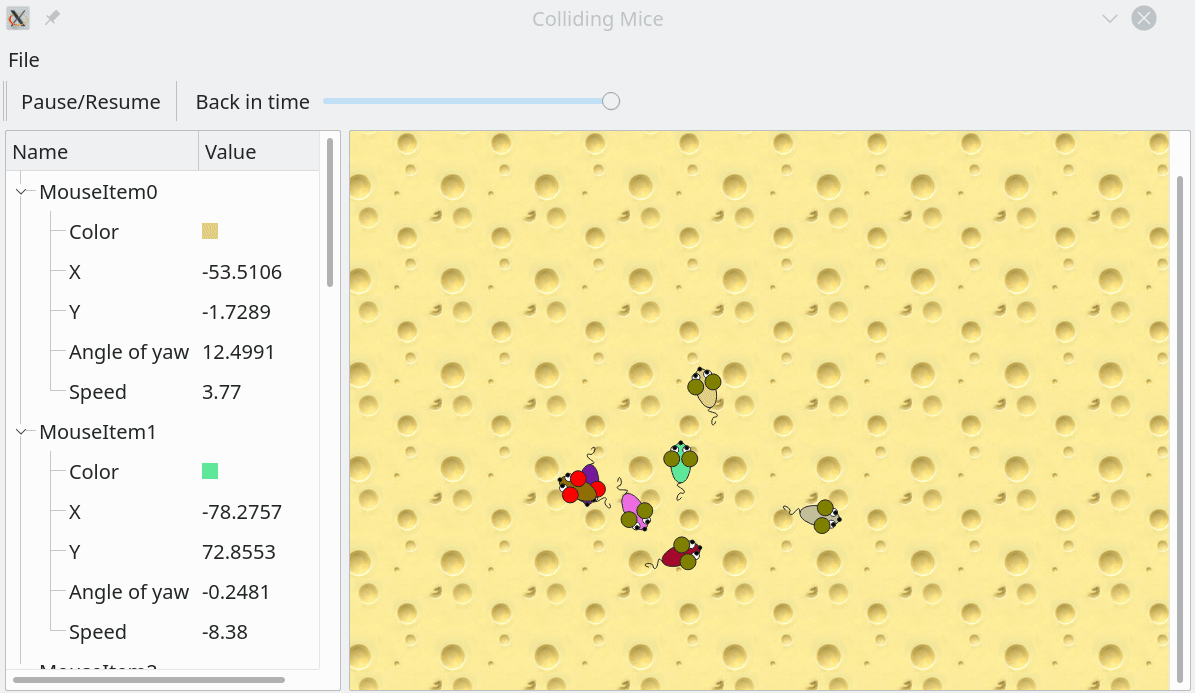 Colliding Mice
File
Pause/Resume Back in time
Name Value
MouseItem0
Color
X -53.5106
Y -1.7289
Angle of yaw 12.4991
Speed 3.77
MouseItem1
Color
X -78.2757
Y 72.8553
Angle of yaw -0.2481
Speed -8.38